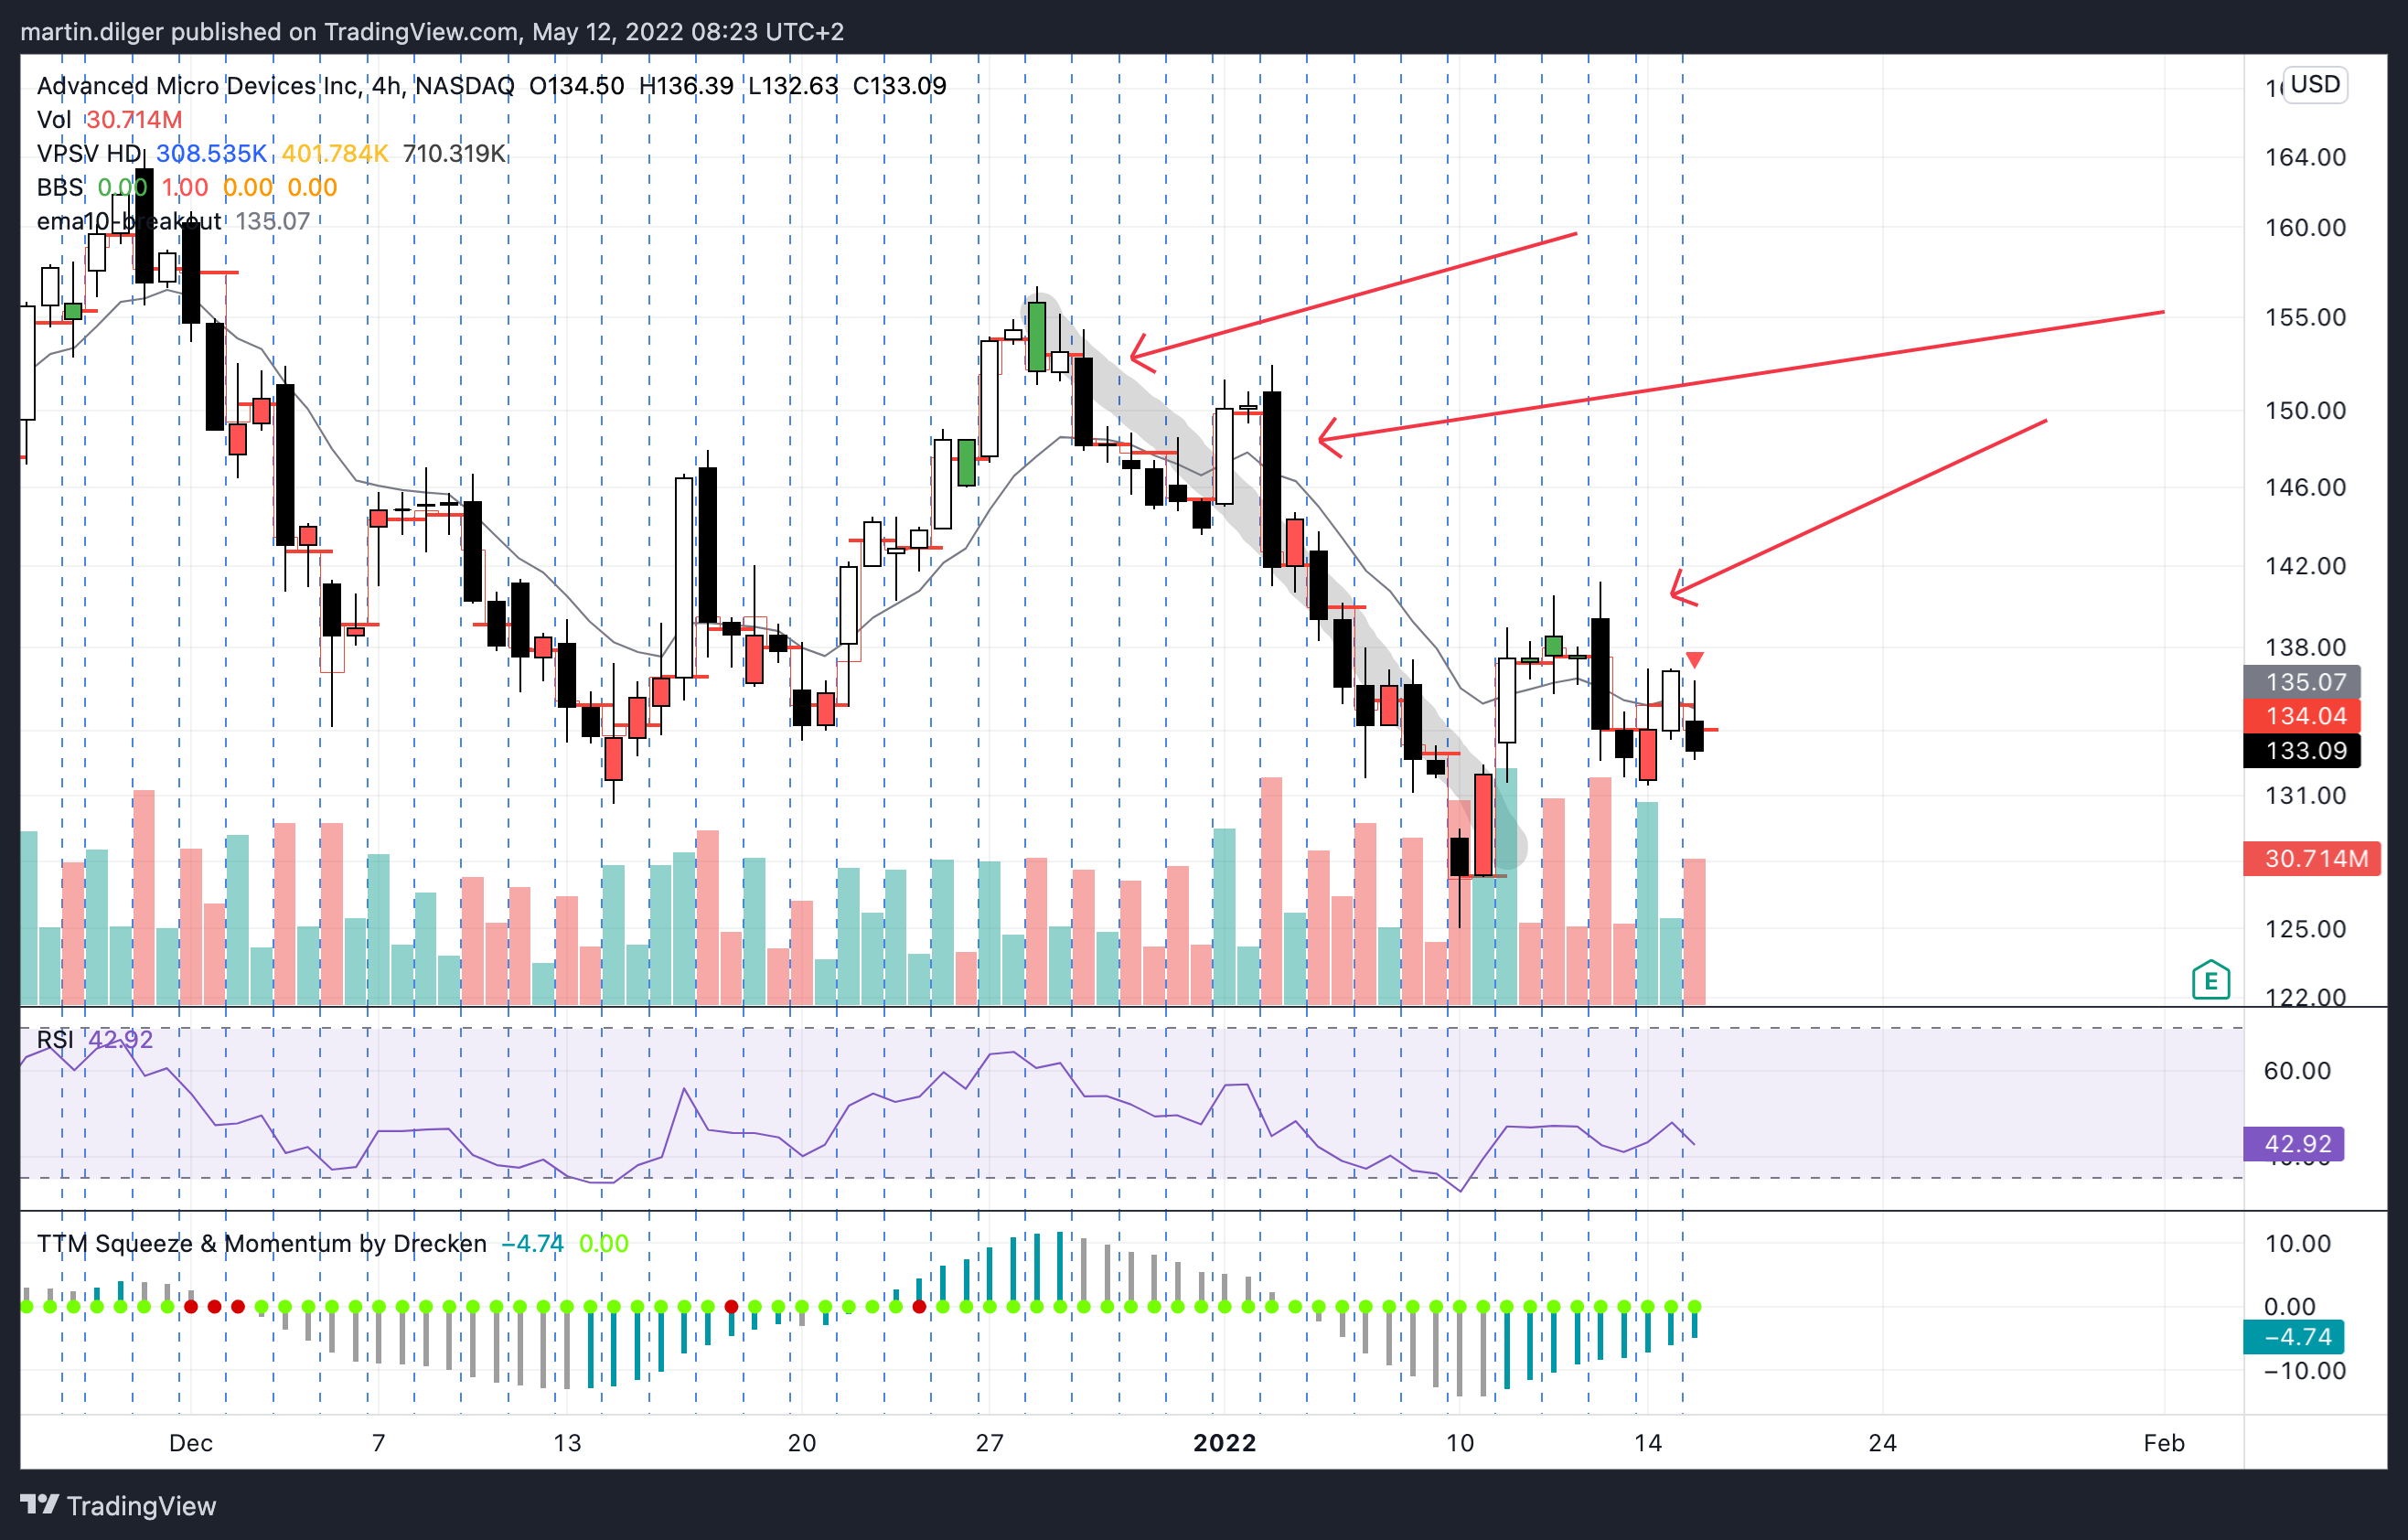 martin.dilger published on TradingView.com, May 12, 2022 08:23 UTC+2
Advanced Micro Devices Inc, 4h, NASDAQ O134.50 H136.39 L132.63 C133.09
Vol 30.714M
VPSV HD 308.535K 401.784K 710.319K
BBS 0.00 1.00 0.00 0.00
ema10-breakout 135.07
USD
164.00
160.00
155.00
150.00
146.00
142.00
138.00
135.07
134.04
133.09
131.00
30.714M
125.00
E
122.00
RSI 42.92
60.00
42.92
TTM Squeeze & Momentum by Drecken −4.74 0.00
10.00
0.00
−4.74
−10.00
Dec 7 13 20 27 2022 10 14 24 Feb
TradingView